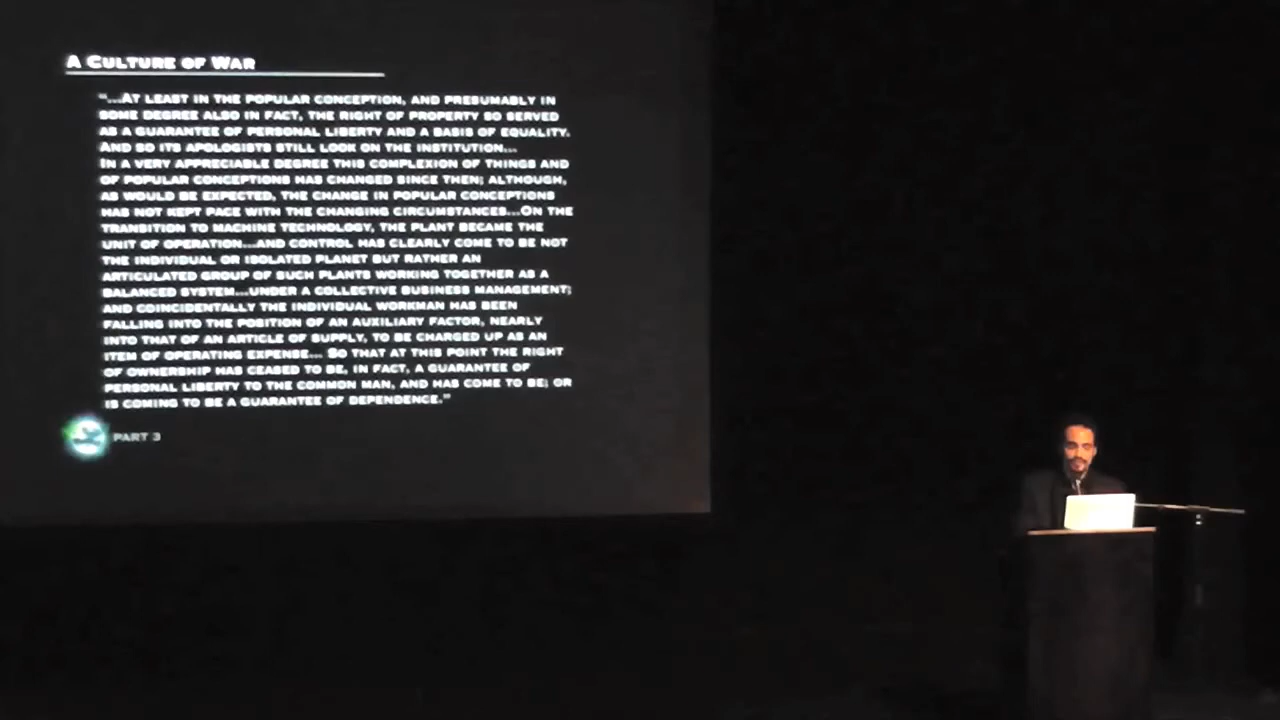 A CULTURE OF WAR
"...AT LEAST IN THE POPULAR CONCEPTION, AND PRESUMABLY IN
SOME DEGREE ALSO IN FACT, THE RIGHT OF PROPERTY SO SERVED
AS A GUARANTEE OF PERSONAL LIBERTY AND A BASIS OF EQUALITY.
AND SO ITS APOLOGISTS STILL LOOK ON THE INSTITUTION...
IN A VERY APPRECIABLE DEGREE THIS COMPLEXION OF THINGS AND
OF POPULAR CONCEPTIONS HAS CHANGED SINCE THEN; ALTHOUGH,
AS WOULD BE EXPECTED, THE CHANGE IN POPULAR CONCEPTIONS
HAS NOT KEPT PACE WITH THE CHANGING CIRCUMSTANCES...ON THE
TRANSITION TO MACHINE TECHNOLOGY, THE PLANT BECAME THE
UNIT OF OPERATION...AND CONTROL HAS CLEARLY COME TO BE NOT
THE INDIVIDUAL OR ISOLATED PLANET BUT RATHER AN
ARTICULATED GROUP OF SUCH PLANTS WORKING TOGETHER AS A
BALANCED SYSTEM...UNDER A COLLECTIVE BUSINESS MANAGEMENT;
AND COINCIDENTALLY THE INDIVIDUAL WORKMAN HAS BEEN
FALLING INTO THE POSITION OF AN AUXILIARY FACTOR, NEARLY
INTO THAT OF AN ARTICLE OF SUPPLY, TO BE CHARGED UP AS AN
ITEM OF OPERATING EXPENSE... SO THAT AT THIS POINT THE RIGHT
OF OWNERSHIP HAS CEASED TO BE, IN FACT, A GUARANTEE OF
PERSONAL LIBERTY TO THE COMMON MAN, AND HAS COME TO BE; OR
IS COMING TO BE A GUARANTEE OF DEPENDENCE."
PART 3